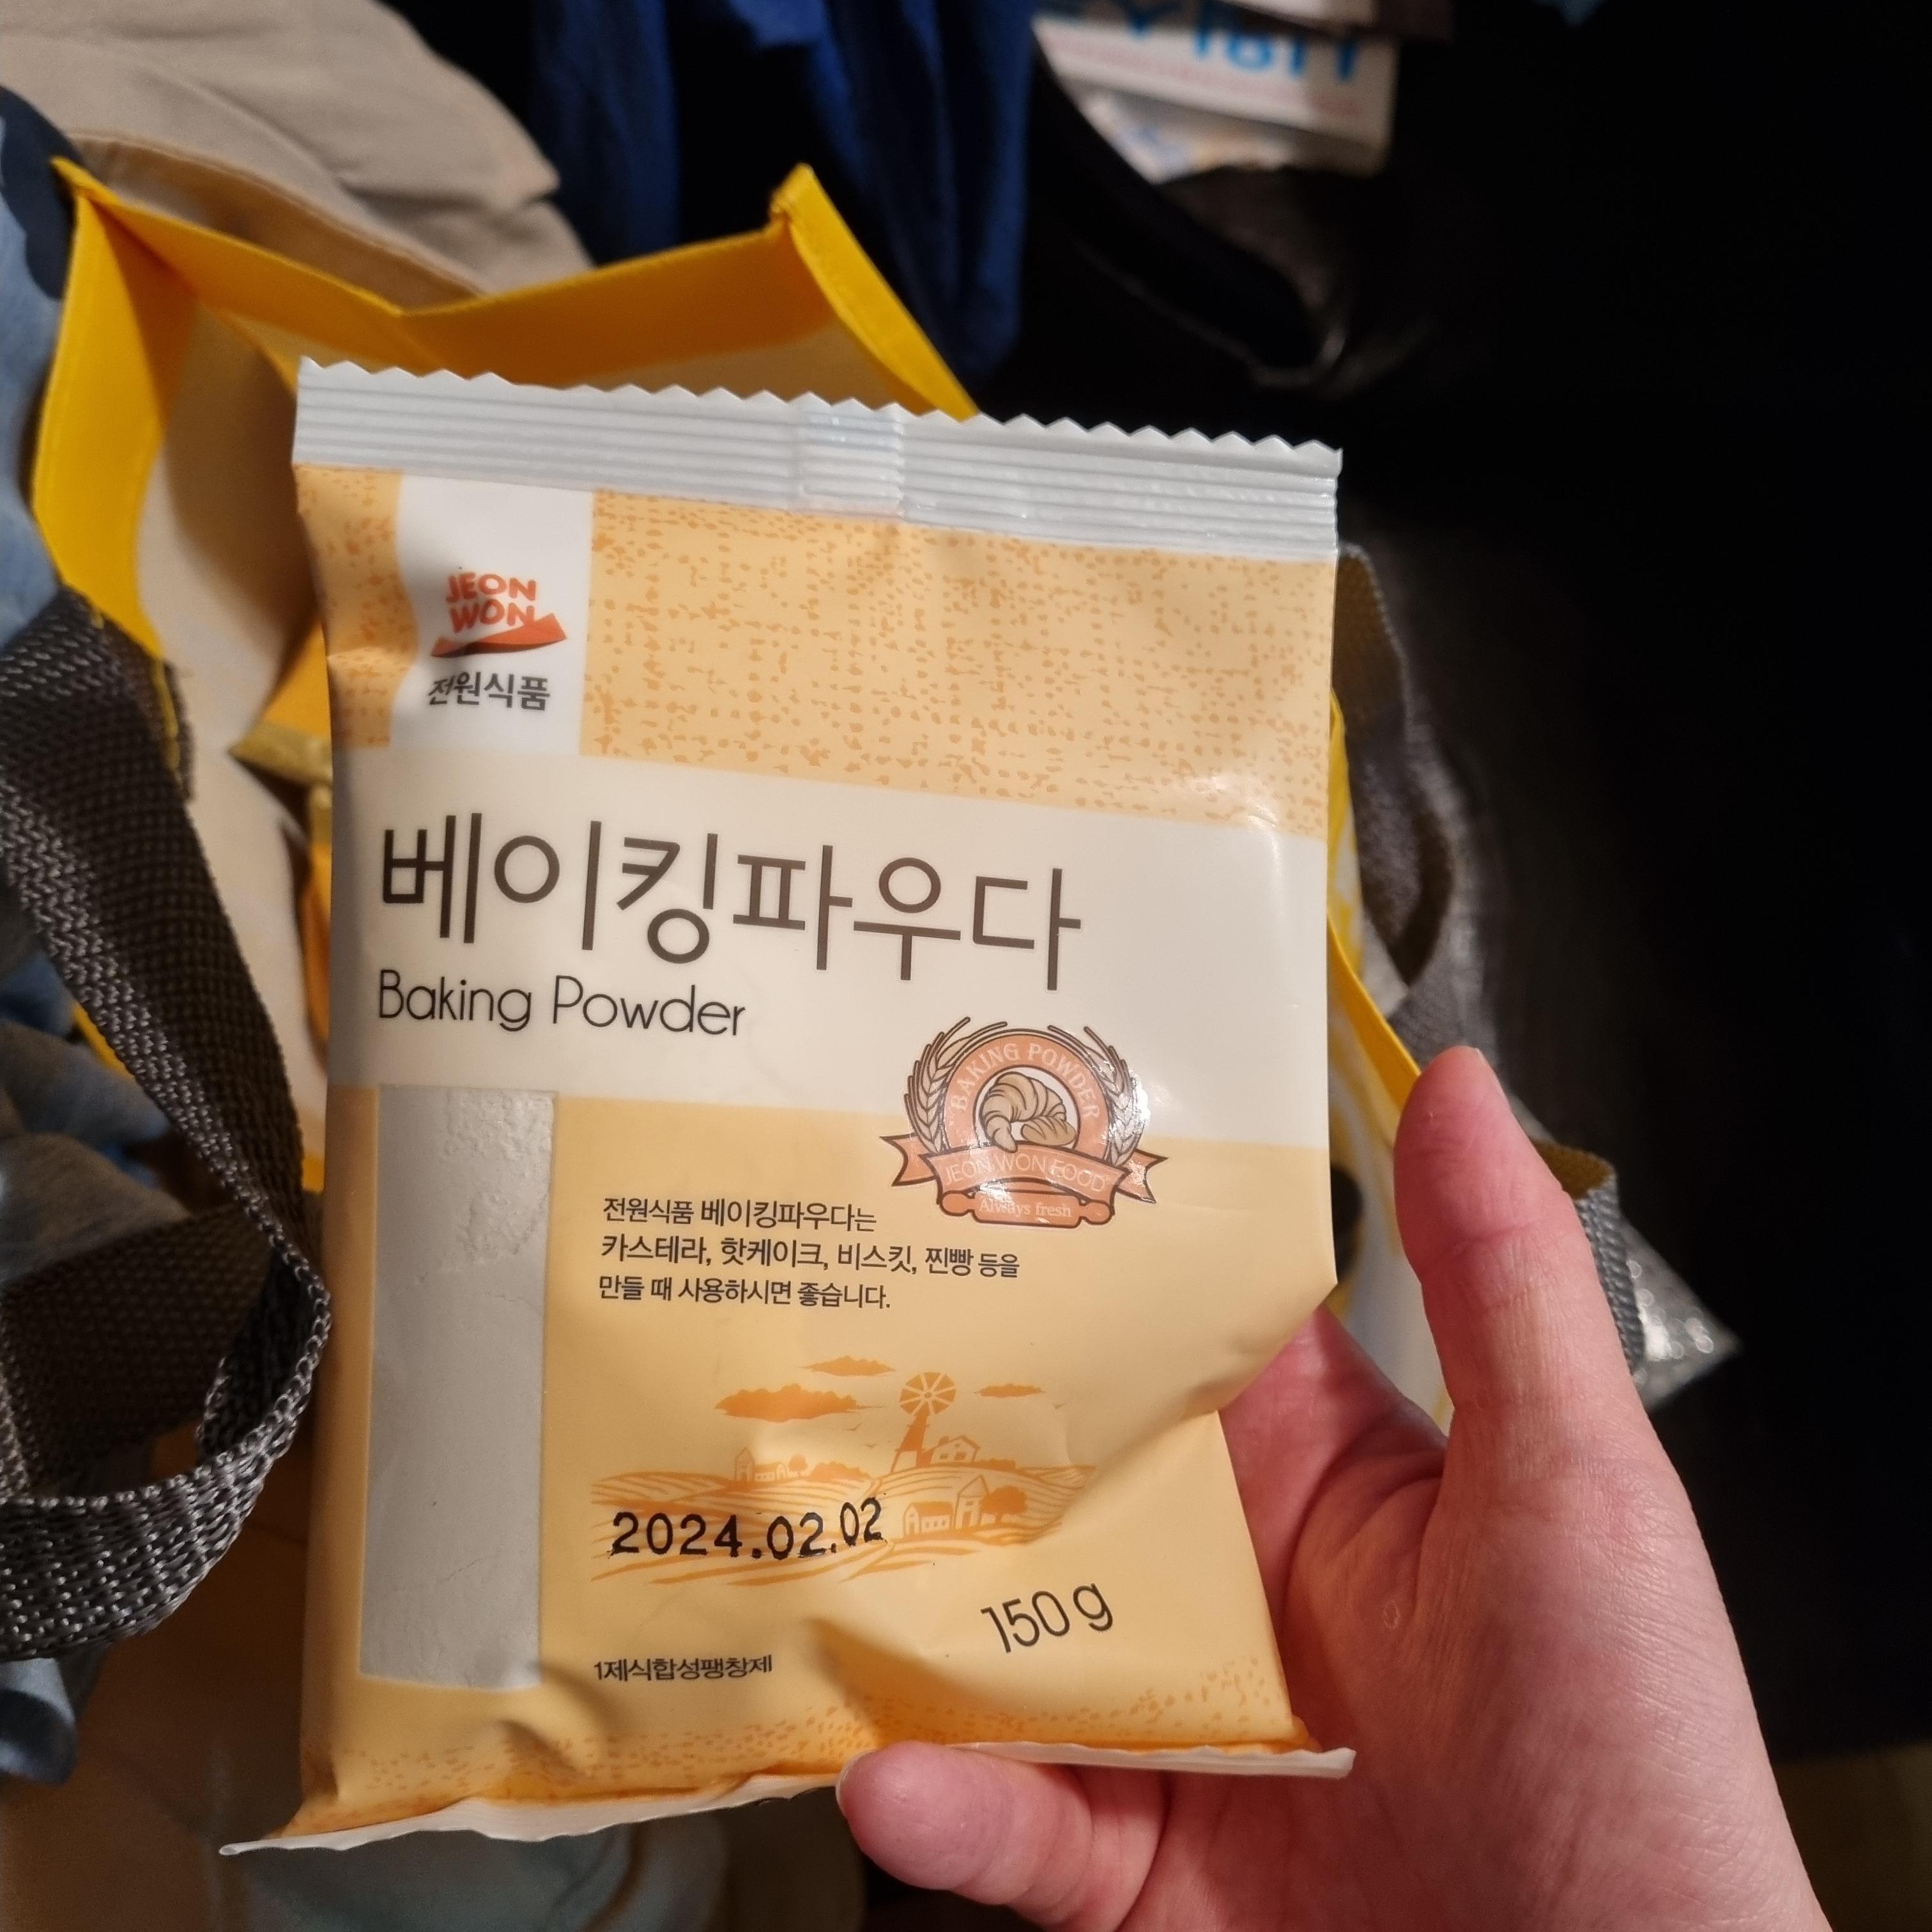 JEON
WON
전원식품
베이킹파우다
Baking Powder
BAKING POWDER
JEON WON FOOD
Always fresh
전원식품 베이킹파우다는
카스테라, 핫케이크, 비스킷, 찐빵 등을
만들 때 사용하시면 좋습니다.
2024.02.02
150g
1제식합성팽창제